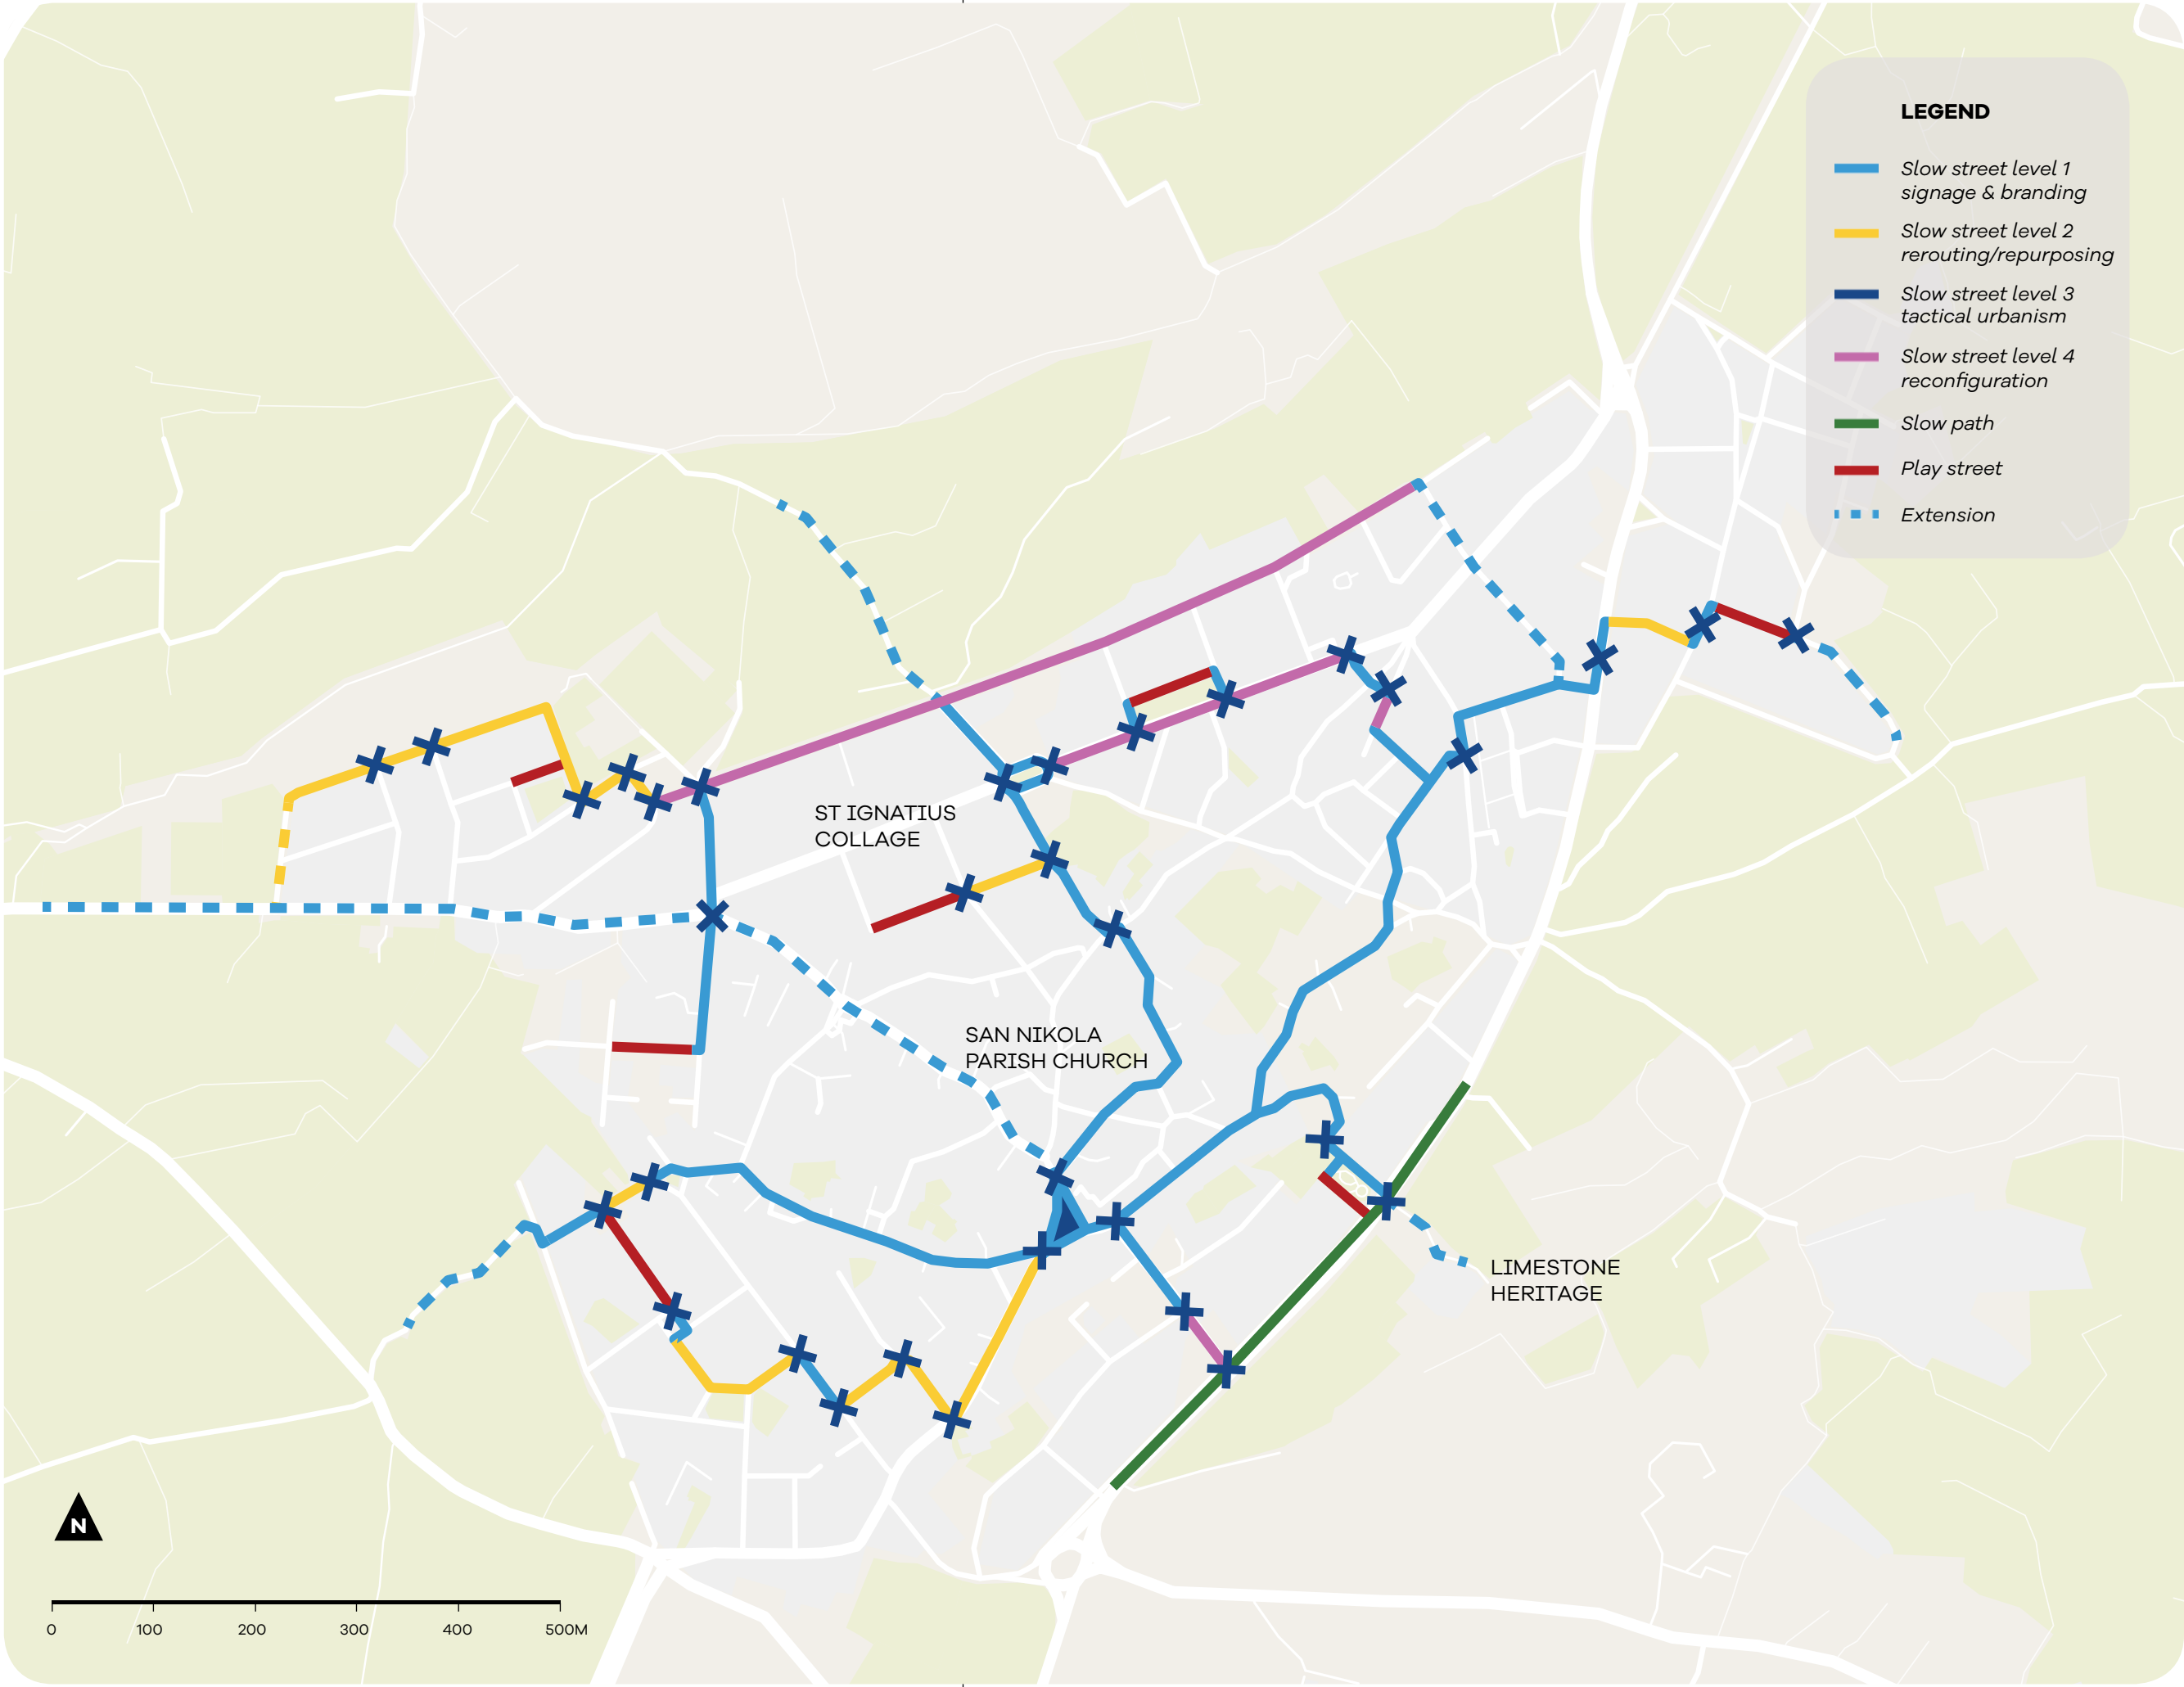 LEGEND
Slow street level 1
signage & branding
Slow street level 2
rerouting/repurposing
Slow street level 3
tactical urbanism
Slow street level 4
reconfiguration
Slow path
Play street
Extension
ST IGNATIUS
COLLAGE
SAN NIKOLA
PARISH CHURCH
LIMESTONE
HERITAGE
N
0 100 200 300 400 500M